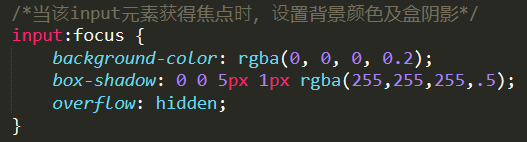 /*当该input元素获得焦点时, 设置背景颜色及盒阴影*/
input:focus {
    background-color: rgba(0, 0, 0, 0.2);
    box-shadow: 0 0 5px 1px rgba(255,255,255,.5);
    overflow: hidden;
}